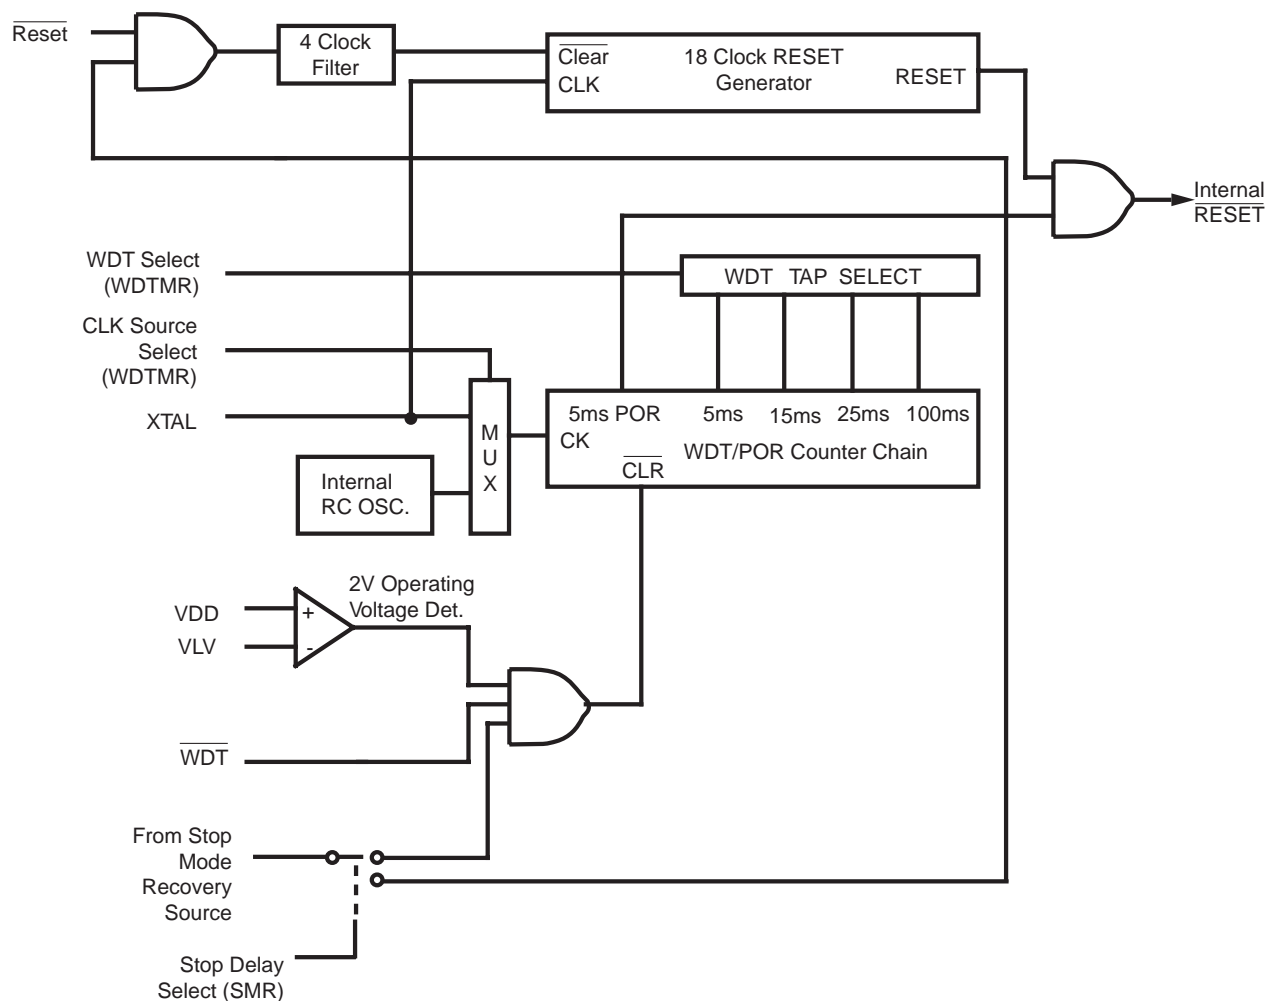 Reset
4 Clock
Filter
Clear
CLK
18 Clock RESET
Generator
RESET
Internal
RESET
WDT Select
(WDTMR)
WDT TAP SELECT
CLK Source
Select
(WDTMR)
XTAL
M
U
X
Internal
RC OSC.
5ms POR
5ms
15ms
25ms
100ms
CK
WDT/POR Counter Chain
CLR
2V Operating
Voltage Det.
VDD
+
VLV
-
WDT
From Stop
Mode
Recovery
Source
Stop Delay
Select (SMR)